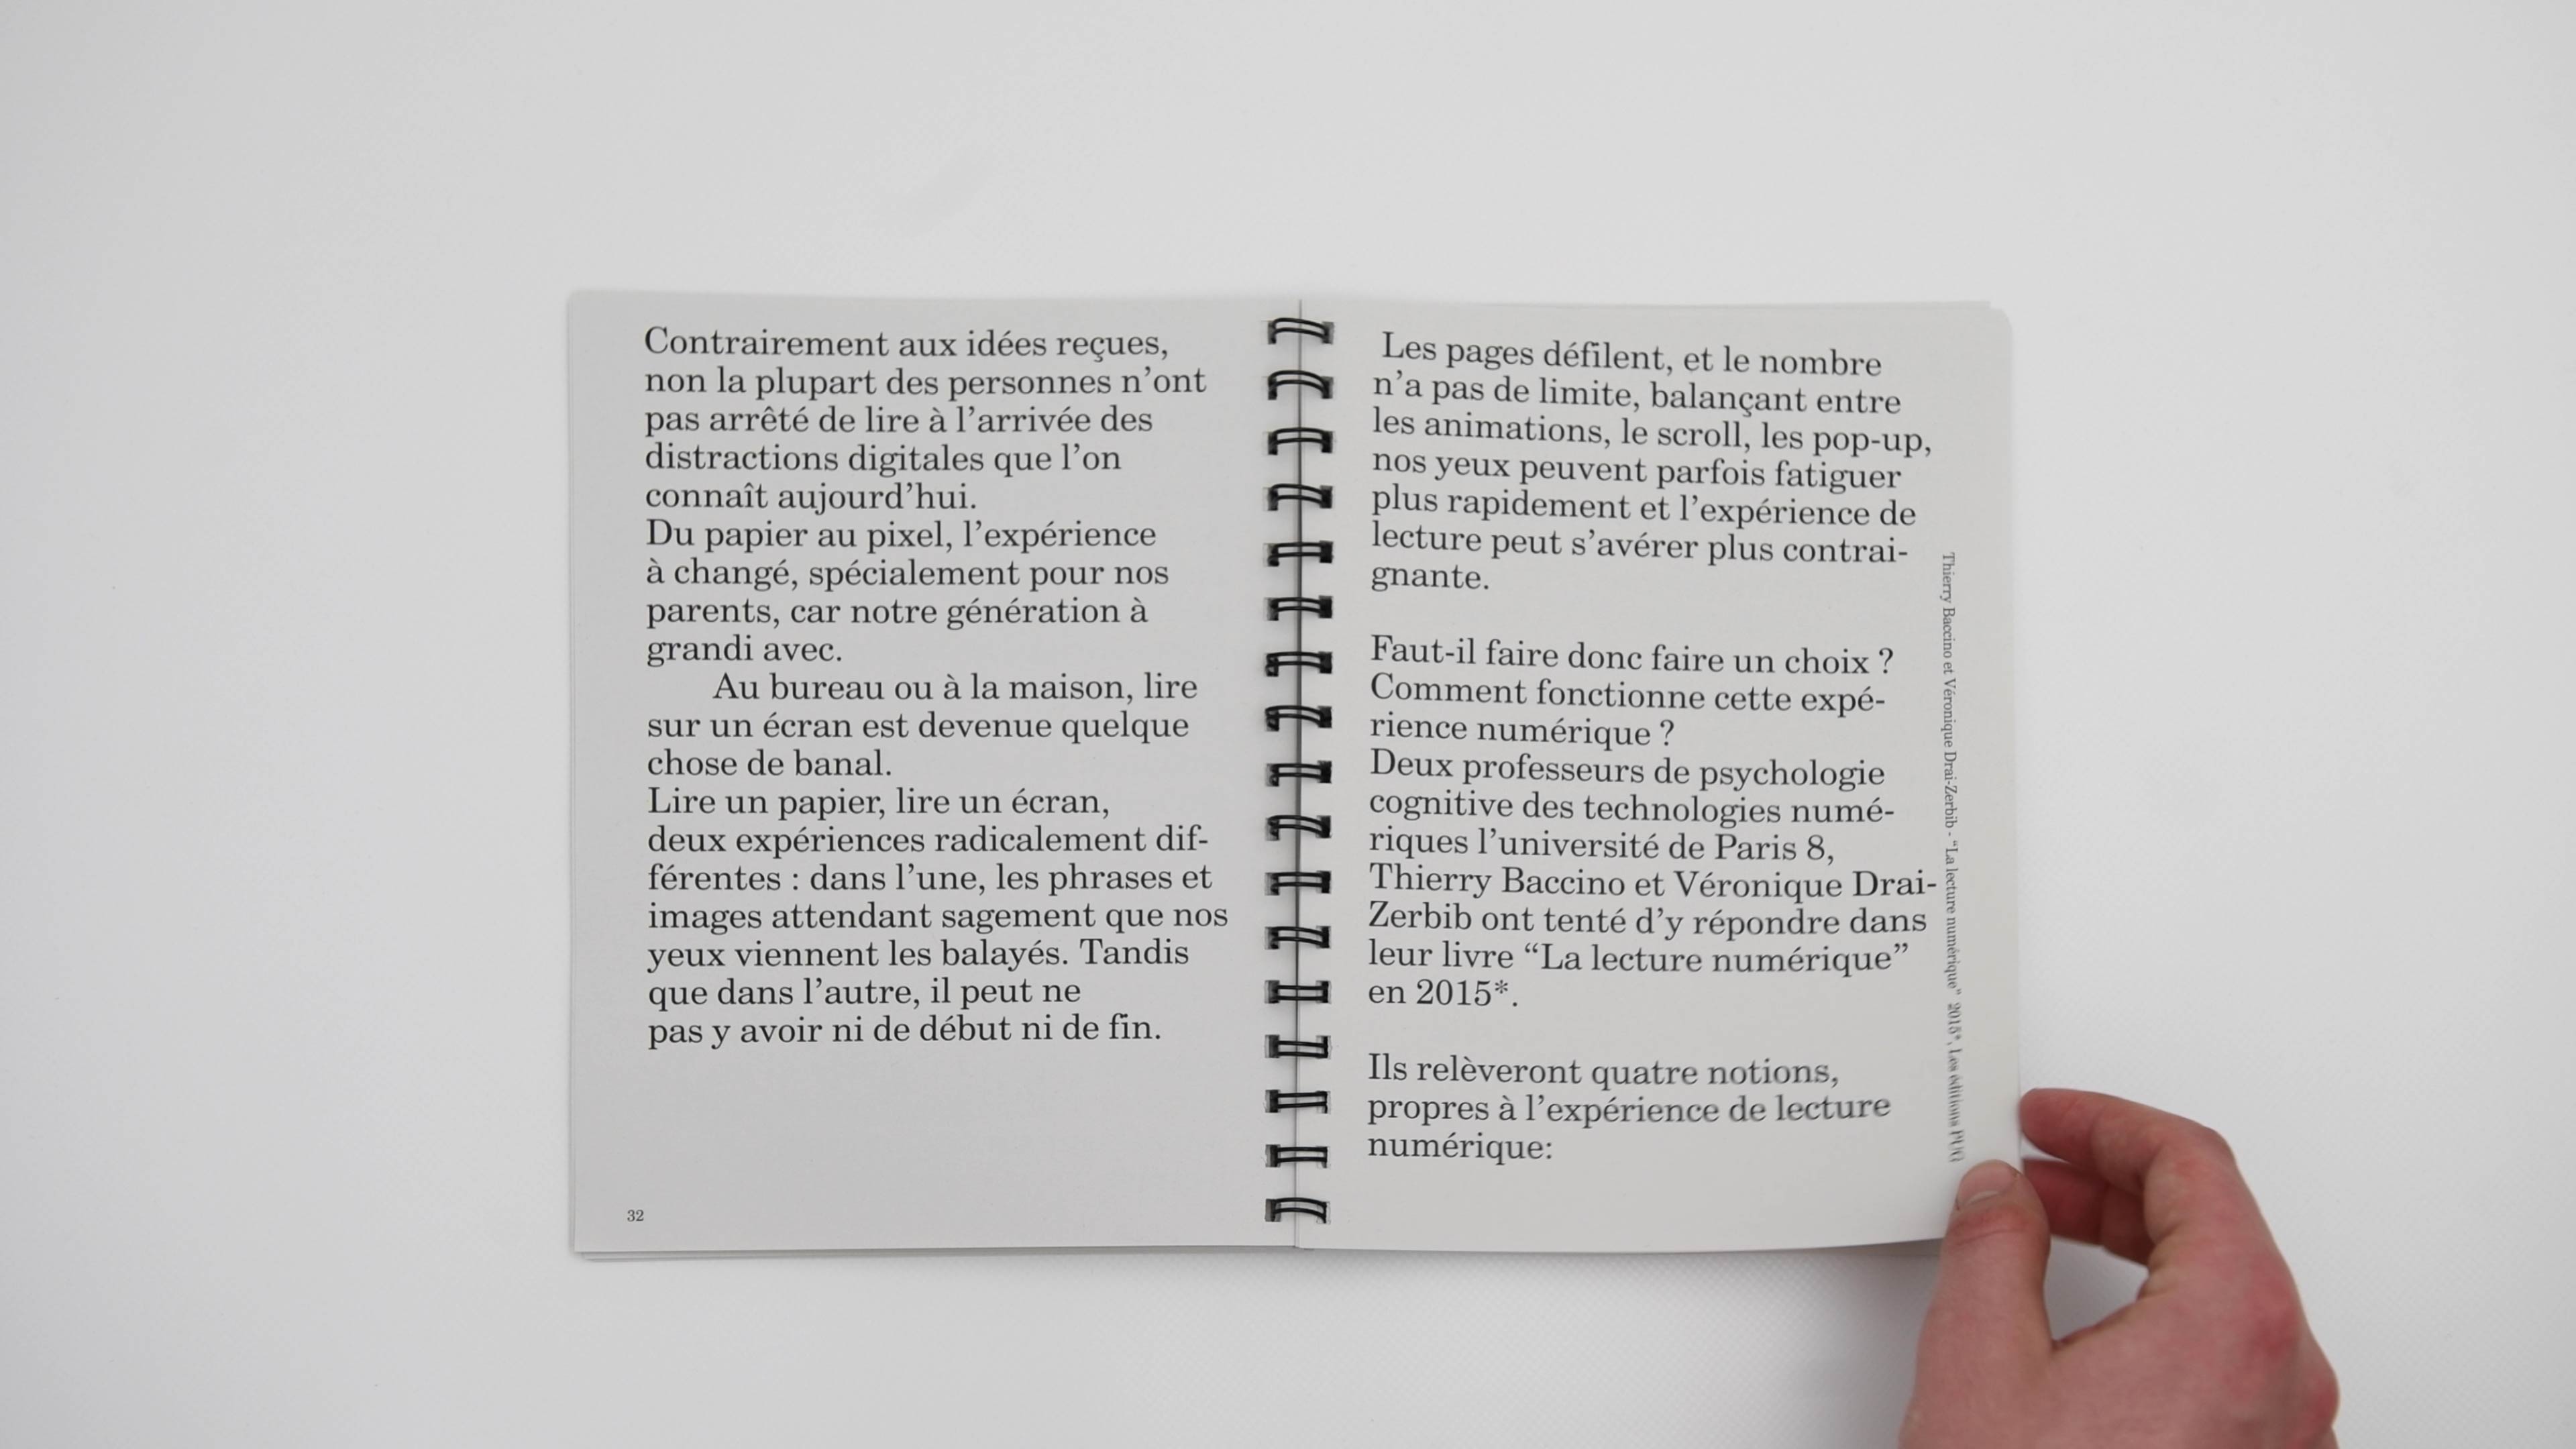 Contrairement aux idées reçues,
non la plupart des personnes n’ont
pas arrêté de lire à l’arrivée des
distractions digitales que l’on
connaît aujourd’hui.
Du papier au pixel, l’expérience
à changé, spécialement pour nos
parents, car notre génération à
grandi avec.
Au bureau ou à la maison, lire
sur un écran est devenue quelque
chose de banal.
Lire un papier, lire un écran,
deux expériences radicalement dif-
férentes : dans l’une, les phrases et
images attendant sagement que nos
yeux viennent les balayés. Tandis
que dans l’autre, il peut ne
pas y avoir ni de début ni de fin.
32
Les pages défilent, et le nombre
n’a pas de limite, balançant entre
les animations, le scroll, les pop-up,
nos yeux peuvent parfois fatiguer
plus rapidement et l’expérience de
lecture peut s’avérer plus contrai-
gnante.
Faut-il faire donc faire un choix ?
Comment fonctionne cette expé-
rience numérique ?
Deux professeurs de psychologie
cognitive des technologies numé-
riques l’université de Paris 8,
Thierry Baccino et Véronique Drai-
Zerbib ont tenté d’y répondre dans
leur livre “La lecture numérique”
en 2015*.
Ils relèveront quatre notions,
propres à l’expérience de lecture
numérique:
Thierry Baccino et Véronique Drai-Zerbib - “La lecture numérique” 2015*, Les éditions PUG